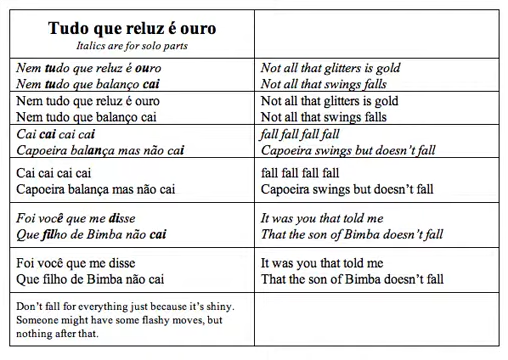 Tudo que reluz é ouro
Italics are for solo parts
Nem tudo que reluz é ouro
Nem tudo que balanço cai
Not all that glitters is gold
Not all that swings falls
Nem tudo que reluz é ouro
Nem tudo que balanço cai
Not all that glitters is gold
Not all that swings falls
Cai cai cai cai
Capoeira balança mas não cai
fall fall fall fall
Capoeira swings but doesn't fall
Cai cai cai cai
Capoeira balança mas não cai
fall fall fall fall
Capoeira swings but doesn't fall
Foi você que me disse
Que filho de Bimba não cai
It was you that told me
That the son of Bimba doesn't fall
Foi você que me disse
Que filho de Bimba não cai
It was you that told me
That the son of Bimba doesn't fall
Don't fall for everything just because it's shiny.
Someone might have some flashy moves, but
nothing after that.